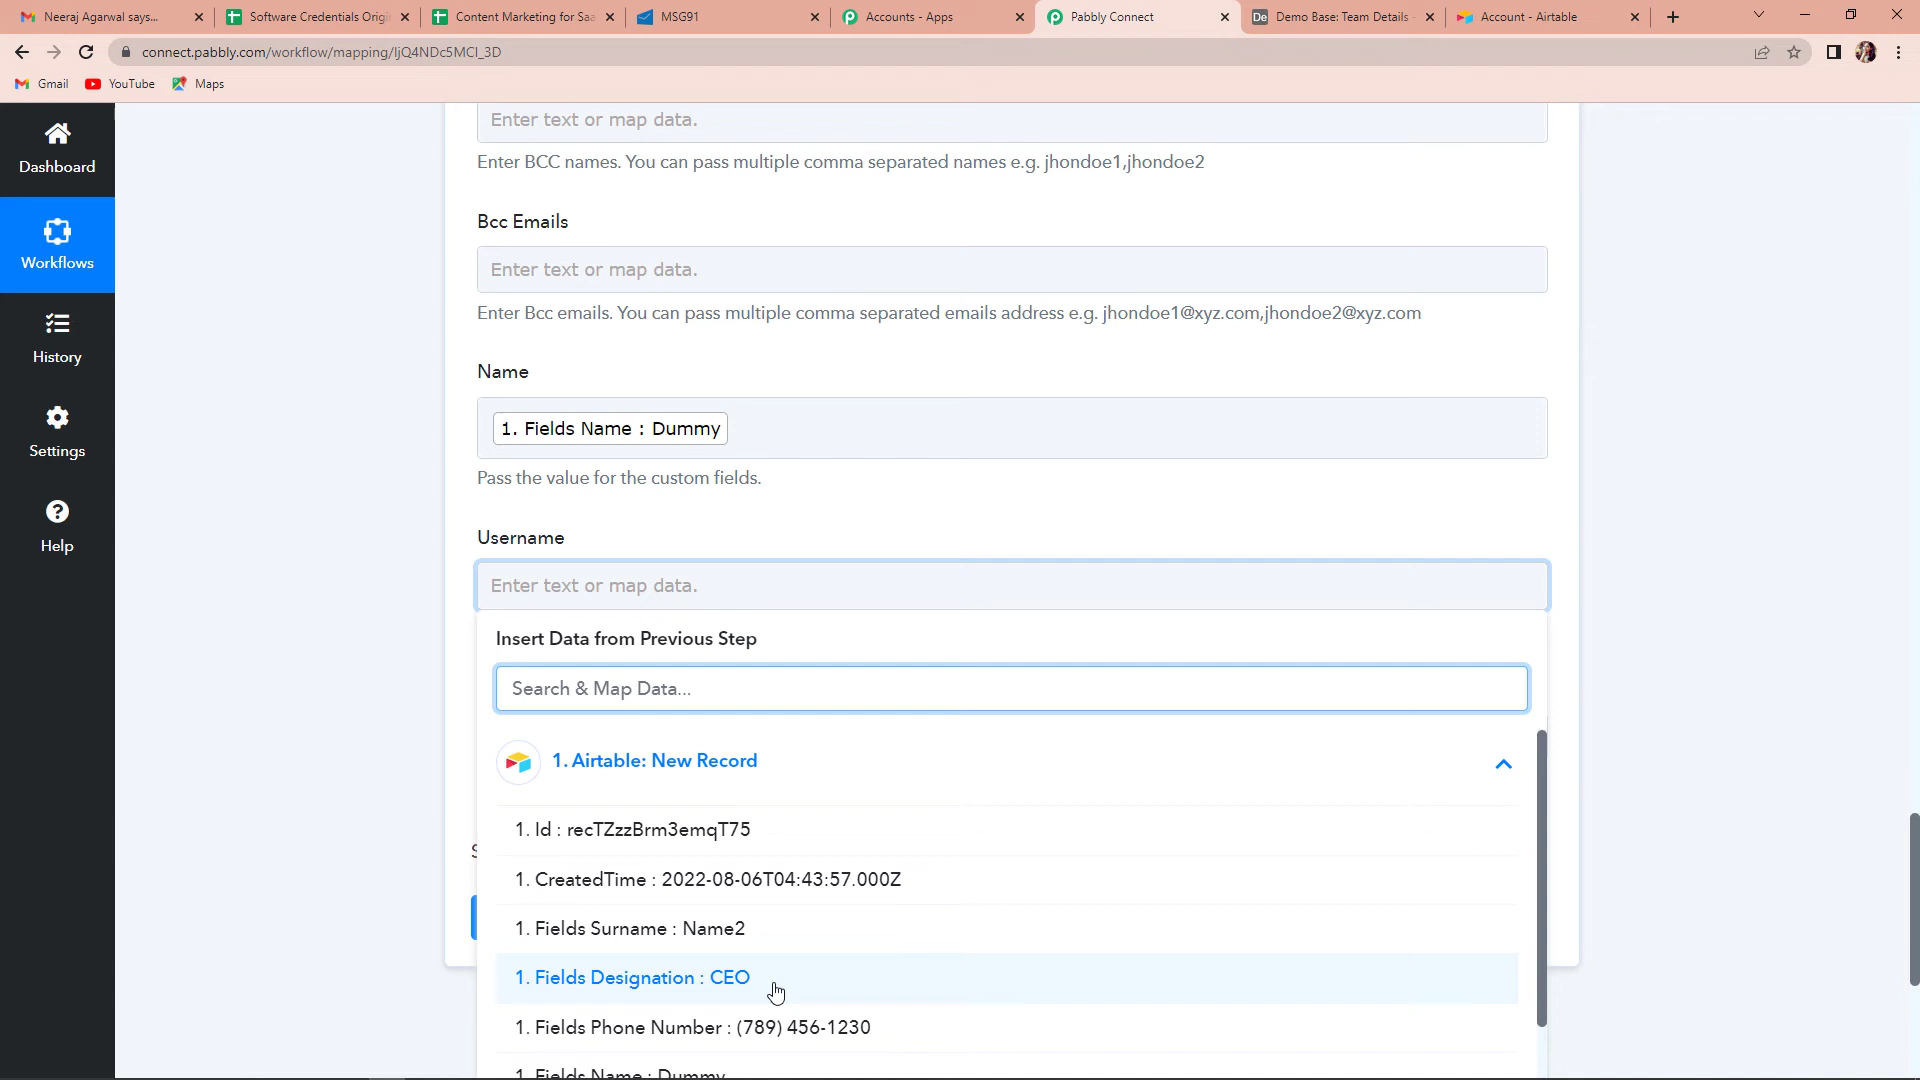 Neeraj Agarwal says...
Software Credentials Origi
Content Marketing for Saa
MSG91
Accounts - Apps
Pabbly Connect
De
Demo Base: Team Details -
Account - Airtable
connect.pabbly.com/workflow/mapping/IjQ4NDc5MCI_3D
Gmail
YouTube
Maps
Dashboard
Workflows
History
Settings
Help
Enter text or map data.
Enter BCC names. You can pass multiple comma separated names e.g. jhondoe1,jhondoe2
Bcc Emails
Enter text or map data.
Enter Bcc emails. You can pass multiple comma separated emails address e.g. jhondoe1@xyz.com,jhondoe2@xyz.com
Name
1. Fields Name : Dummy
Pass the value for the custom fields.
Username
Enter text or map data.
Insert Data from Previous Step
Search & Map Data...
1. Airtable: New Record
1. Id : recTZzzBrm3emqT75
1. CreatedTime : 2022-08-06T04:43:57.000Z
1. Fields Surname : Name2
1. Fields Designation : CEO
1. Fields Phone Number : (789) 456-1230
1. Fields Name : Dummy